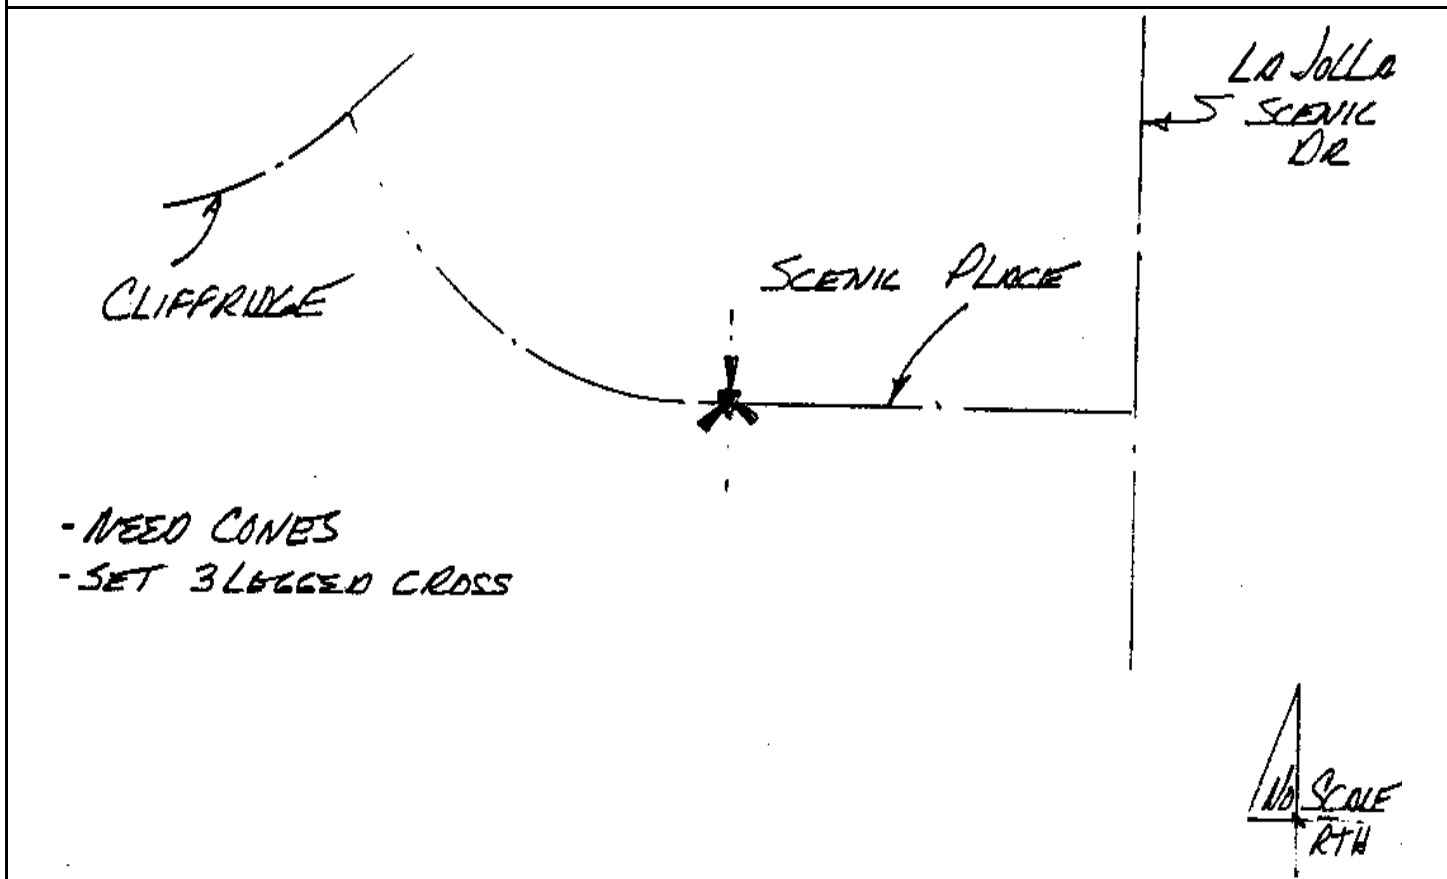 LA JOLLA
SCENIC
DR
CLIFFRIDGE
SCENIC PLACE
- NEED CONES
- SET 3 LEGGED CROSS
NO SCALE
RTH